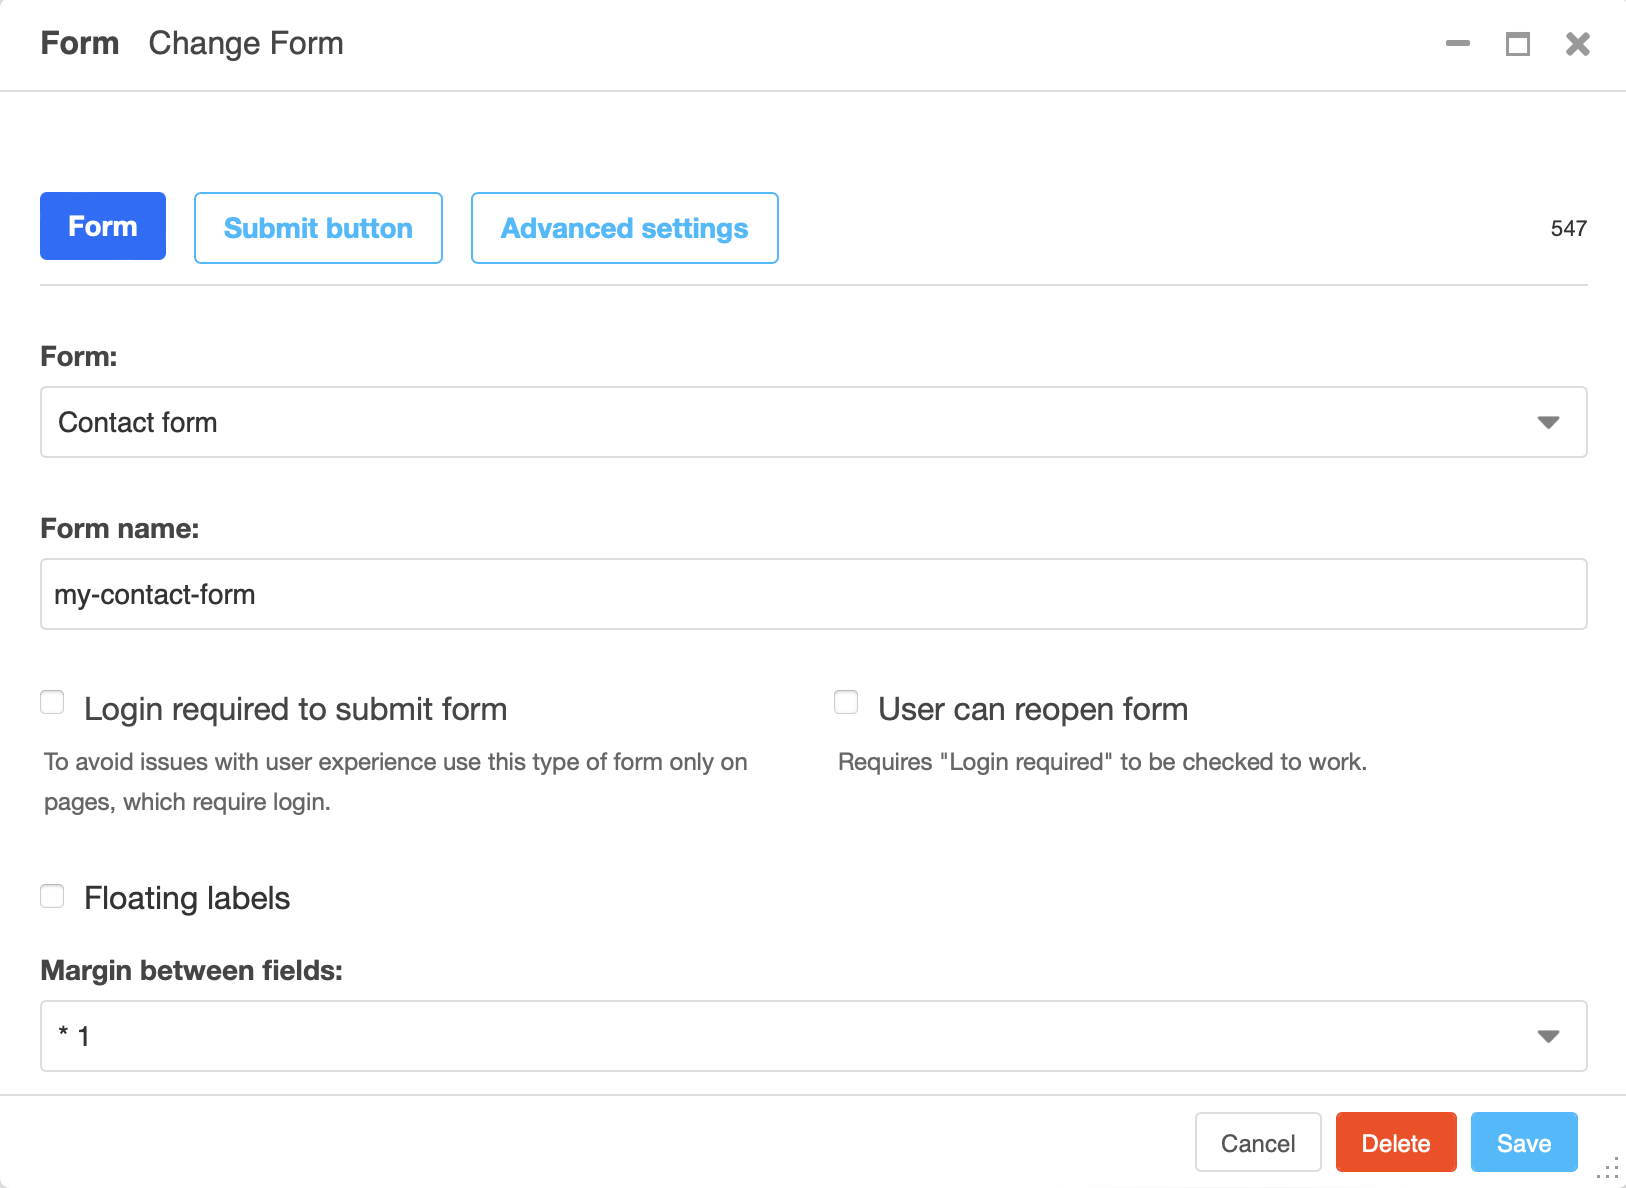 Form Change Form
Form Submit button Advanced settings 547
Form:
Contact form
Form name:
my-contact-form
Login required to submit form
To avoid issues with user experience use this type of form only on
pages, which require login.
User can reopen form
Requires "Login required" to be checked to work.
Floating labels
Margin between fields:
* 1
Cancel Delete Save